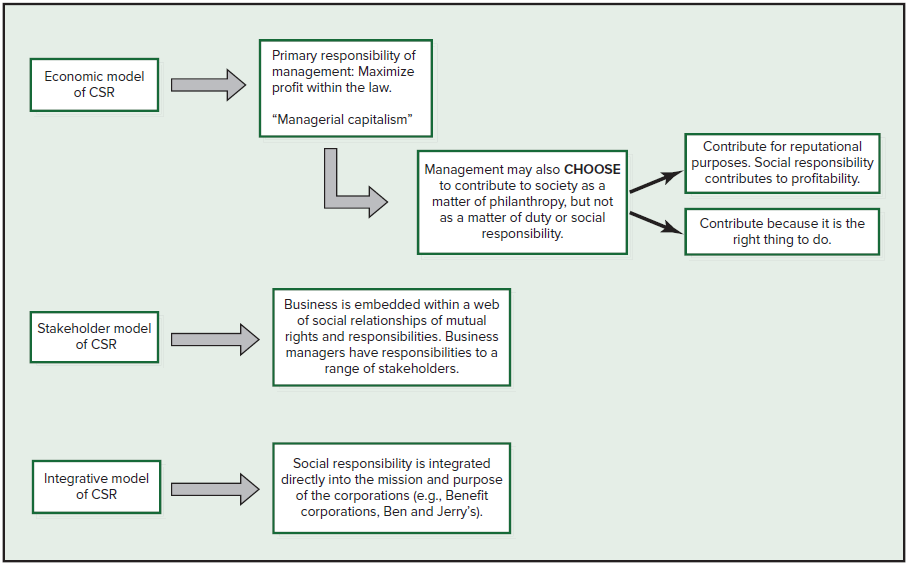 Economic model
of CSR
Primary responsibility of
management: Maximize
profit within the law.
“Managerial capitalism”
Management may also CHOOSE
to contribute to society as a
matter of philanthropy, but not
as a matter of duty or social
responsibility.
Contribute for reputational
purposes. Social responsibility
contributes to profitability.
Contribute because it is the
right thing to do.
Stakeholder model
of CSR
Business is embedded within a web
of social relationships of mutual
rights and responsibilities. Business
managers have responsibilities to a
range of stakeholders.
Integrative model
of CSR
Social responsibility is integrated
directly into the mission and purpose
of the corporations (e.g., Benefit
corporations, Ben and Jerry’s).